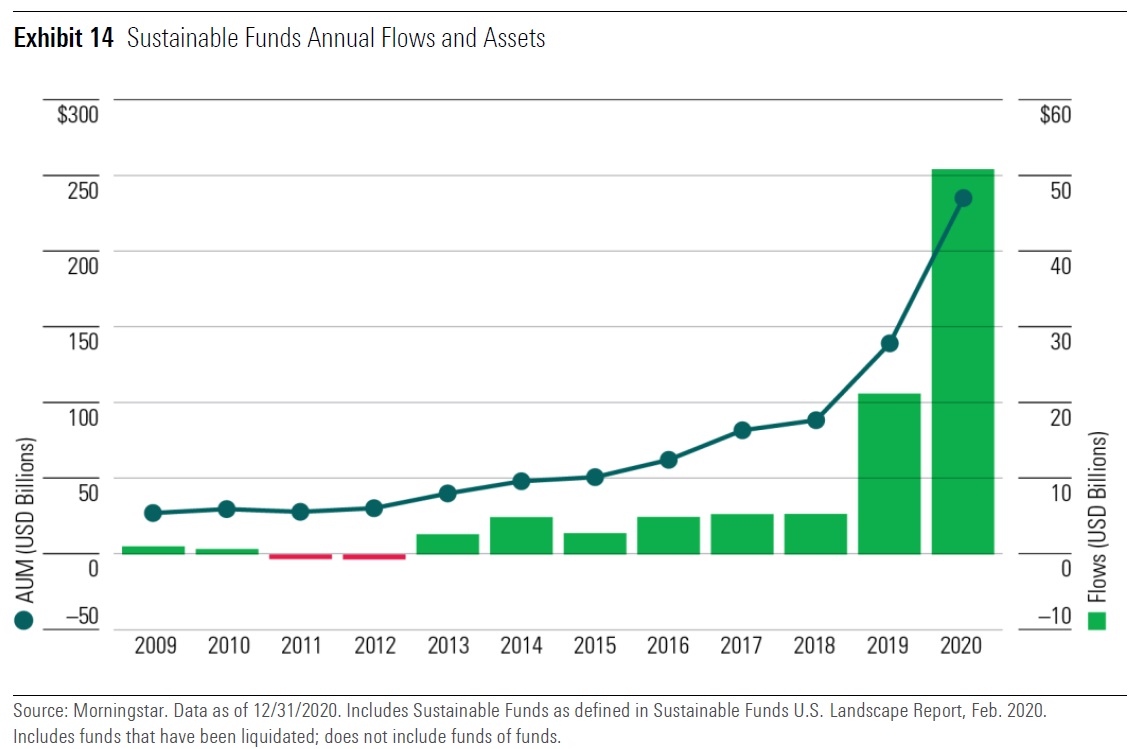 Exhibit 14 Sustainable Funds Annual Flows and Assets
$300 $60
250 50
200 40
150 30
100 20
50 10
0 0
–50 –10
AUM (USD Billions)
Flows (USD Billions)
2009 2010 2011 2012 2013 2014 2015 2016 2017 2018 2019 2020
Source: Morningstar. Data as of 12/31/2020. Includes Sustainable Funds as defined in Sustainable Funds U.S. Landscape Report, Feb. 2020.
Includes funds that have been liquidated; does not include funds of funds.